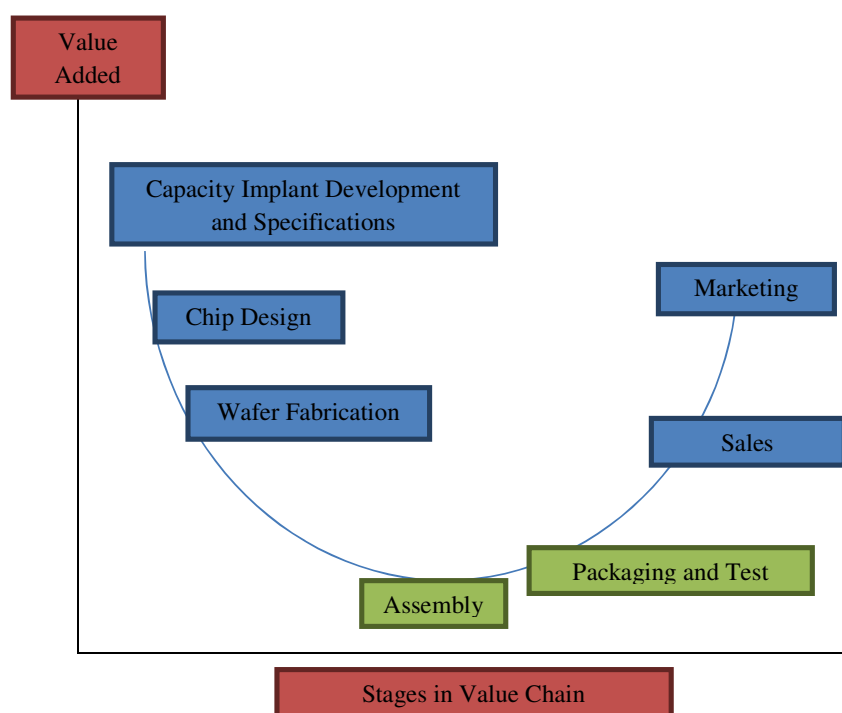 Value
Added
Capacity Implant Development
and Specifications
Marketing
Chip Design
Wafer Fabrication
Sales
Packaging and Test
Assembly
Stages in Value Chain